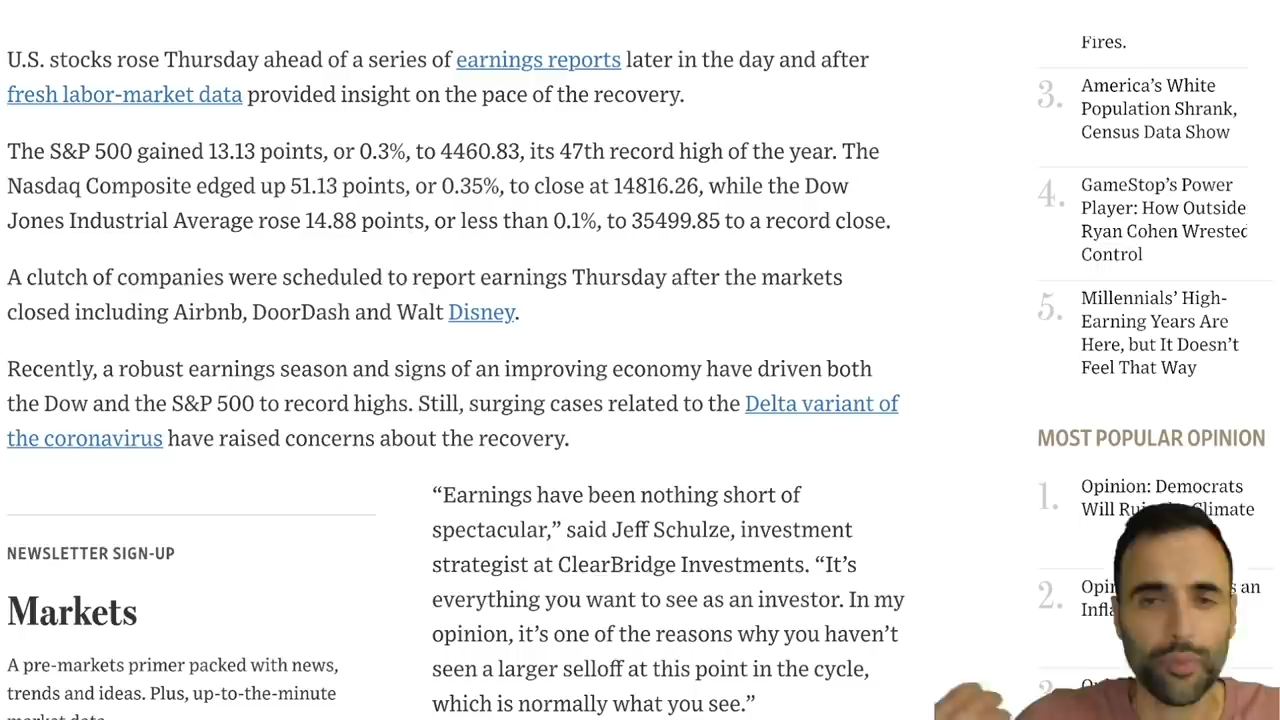 U.S. stocks rose Thursday ahead of a series of earnings reports later in the day and after
fresh labor-market data provided insight on the pace of the recovery.
The S&P 500 gained 13.13 points, or 0.3%, to 4460.83, its 47th record high of the year. The
Nasdaq Composite edged up 51.13 points, or 0.35%, to close at 14816.26, while the Dow
Jones Industrial Average rose 14.88 points, or less than 0.1%, to 35499.85 to a record close.
A clutch of companies were scheduled to report earnings Thursday after the markets
closed including Airbnb, DoorDash and Walt Disney.
Recently, a robust earnings season and signs of an improving economy have driven both
the Dow and the S&P 500 to record highs. Still, surging cases related to the Delta variant of
the coronavirus have raised concerns about the recovery.
NEWSLETTER SIGN-UP
Markets
A pre-markets primer packed with news,
trends and ideas. Plus, up-to-the-minute
market data.
“Earnings have been nothing short of
spectacular,” said Jeff Schulze, investment
strategist at ClearBridge Investments. “It’s
everything you want to see as an investor. In my
opinion, it’s one of the reasons why you haven’t
seen a larger selloff at this point in the cycle,
which is normally what you see.”
Fires.
3. America’s White
Population Shrank,
Census Data Show
4. GameStop’s Power
Player: How Outside
Ryan Cohen Wrested
Control
5. Millennials’ High-
Earning Years Are
Here, but It Doesn’t
Feel That Way
MOST POPULAR OPINION
1. Opinion: Democrats
Will Climate
2. an
3.